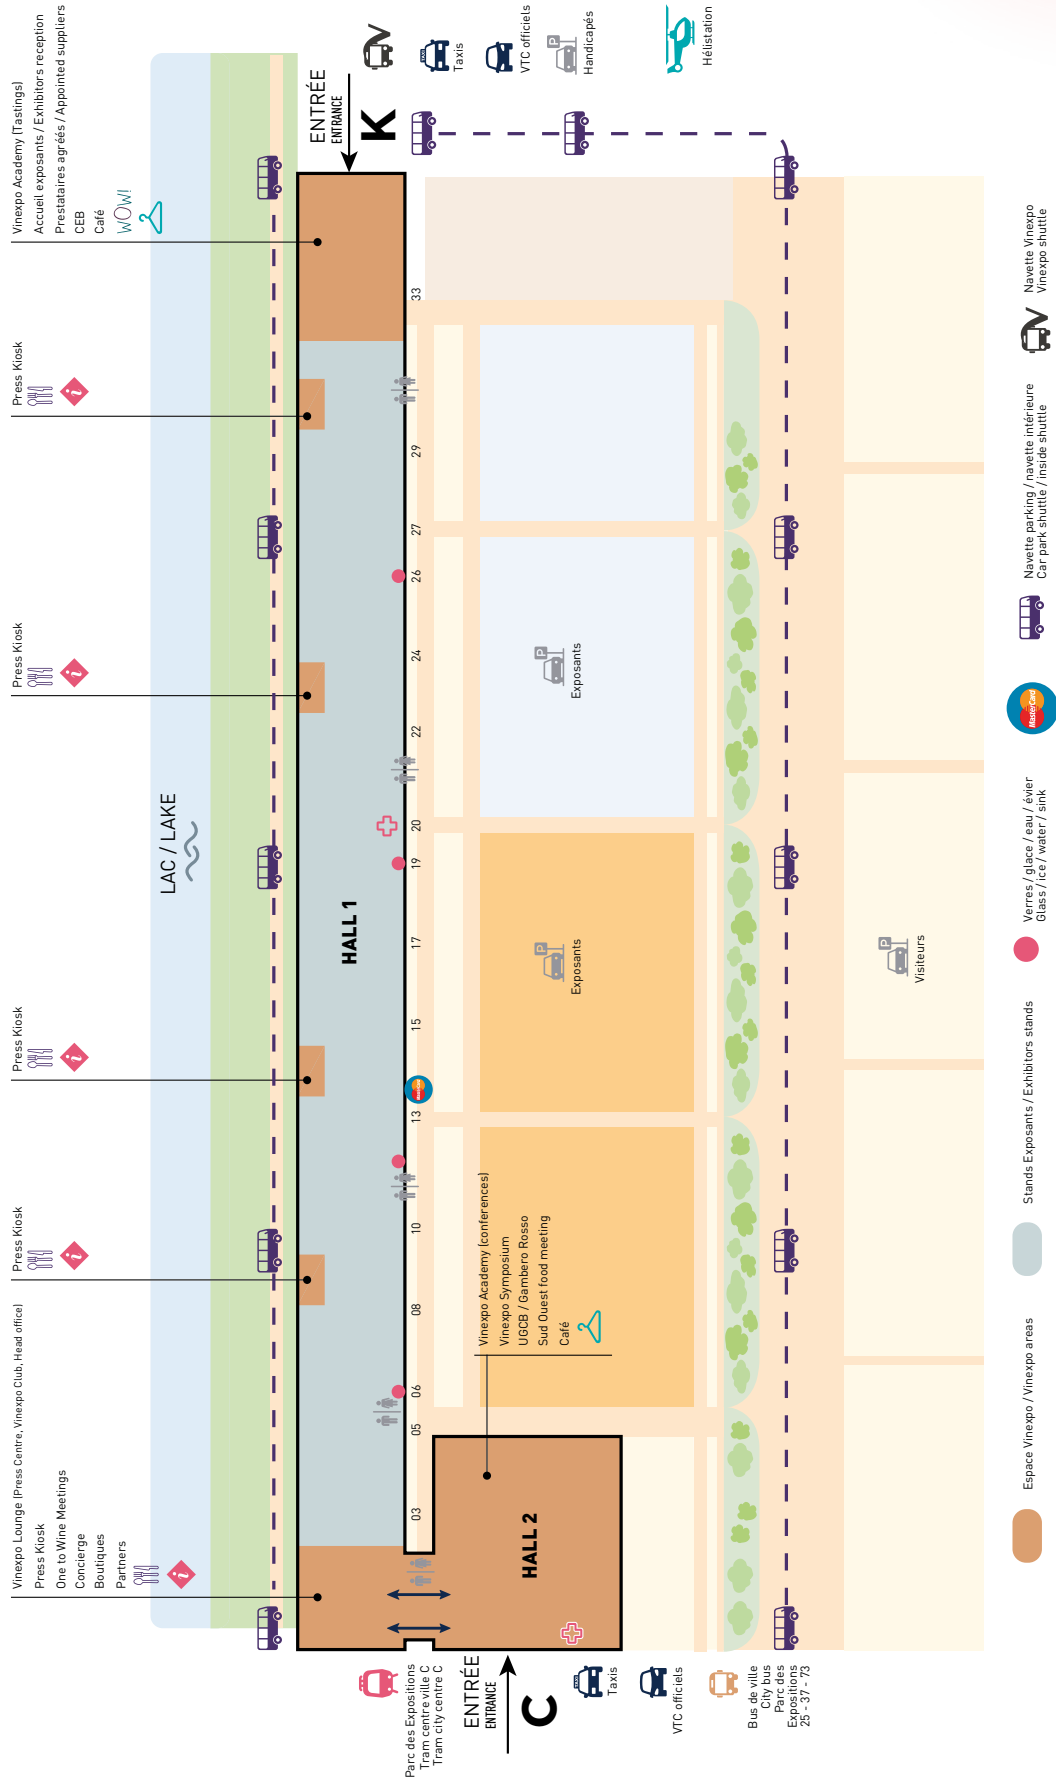 Vinexpo Lounge (Press Centre, Vinexpo Club, Head office)
Press Kiosk
One to Wine Meetings
Concierge
Boutiques
Partners
i
Press Kiosk
i
Press Kiosk
i
Press Kiosk
i
Press Kiosk
i
Vinexpo Academy (Tastings)
Accueil exposants / Exhibitors reception
Prestataires agréés / Appointed suppliers
CEB
Café
WOW!
LAC / LAKE
HALL 1
ENTRÉE
ENTRANCE
K
V
TAXI
Taxis
VTC officiels
P
Handicapés
Hélistation
03
05
06
08
10
13
MasterCard
15
17
19
20
22
24
26
27
29
33
Parc des Expositions
Tram centre ville C
Tram city centre C
ENTRÉE
ENTRANCE
C
TAXI
Taxis
VTC officiels
Bus de ville
City bus
Parc des
Expositions
25 - 37 - 73
HALL 2
Vinexpo Academy (conferences)
Vinexpo Symposium
UGCB / Gambero Rosso
Sud Ouest food meeting
Café
P
Exposants
P
Exposants
P
Visiteurs
Espace Vinexpo / Vinexpo areas
Stands Exposants / Exhibitors stands
Verres / glace / eau / évier
Glass / ice / water / sink
MasterCard
Navette parking / navette intérieure
Car park shuttle / inside shuttle
V
Navette Vinexpo
Vinexpo shuttle